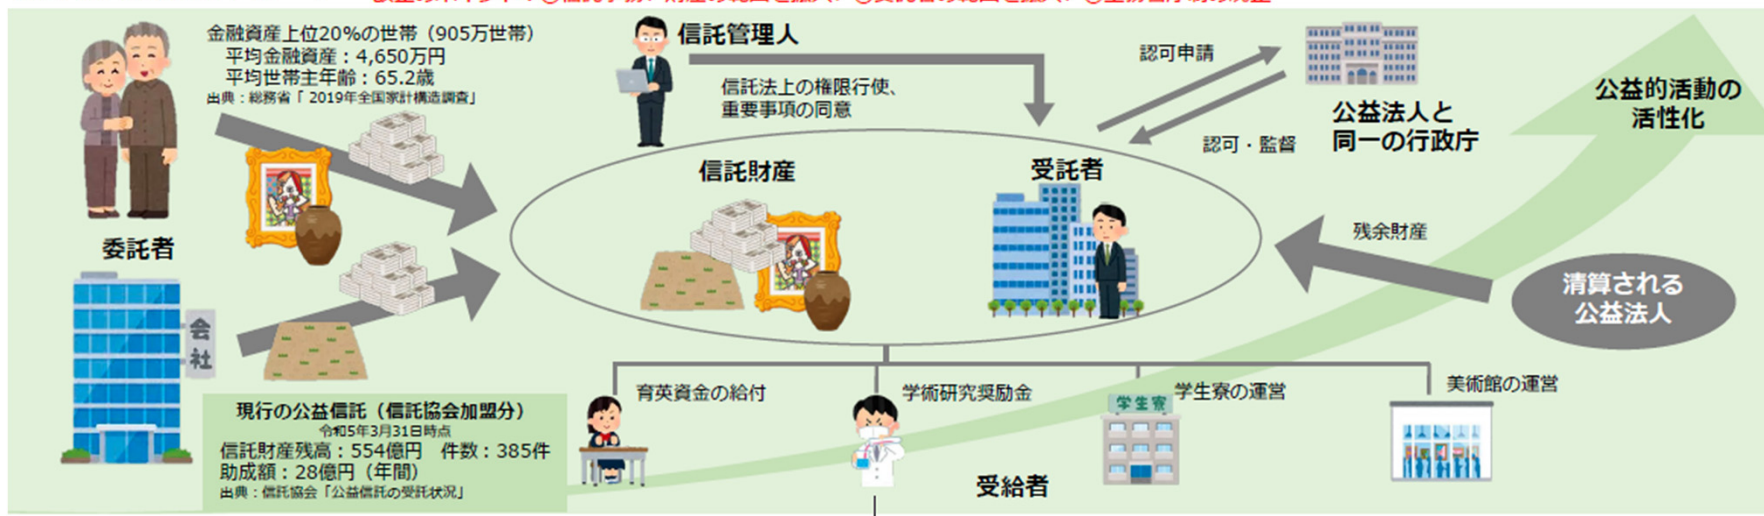 金融資産上位20%の世帯（905万世帯）
平均金融資産：4,650万円
平均世帯主年齢：65.2歳
出典：総務省「2019年全国家計構造調査」
委託者
会社
信託管理人
信託法上の権限行使、
重要事項の同意
認可申請
認可・監督
公益法人と
同一の行政庁
公益的活動の
活性化
信託財産
受託者
残余財産
清算される
公益法人
現行の公益信託（信託協会加盟分）
令和5年3月31日時点
信託財産残高：554億円　件数：385件
助成額：28億円（年間）
出典：信託協会「公益信託の受託状況」
育英資金の給付
学術研究奨励金
学生寮の運営
学生寮
美術館の運営
受給者